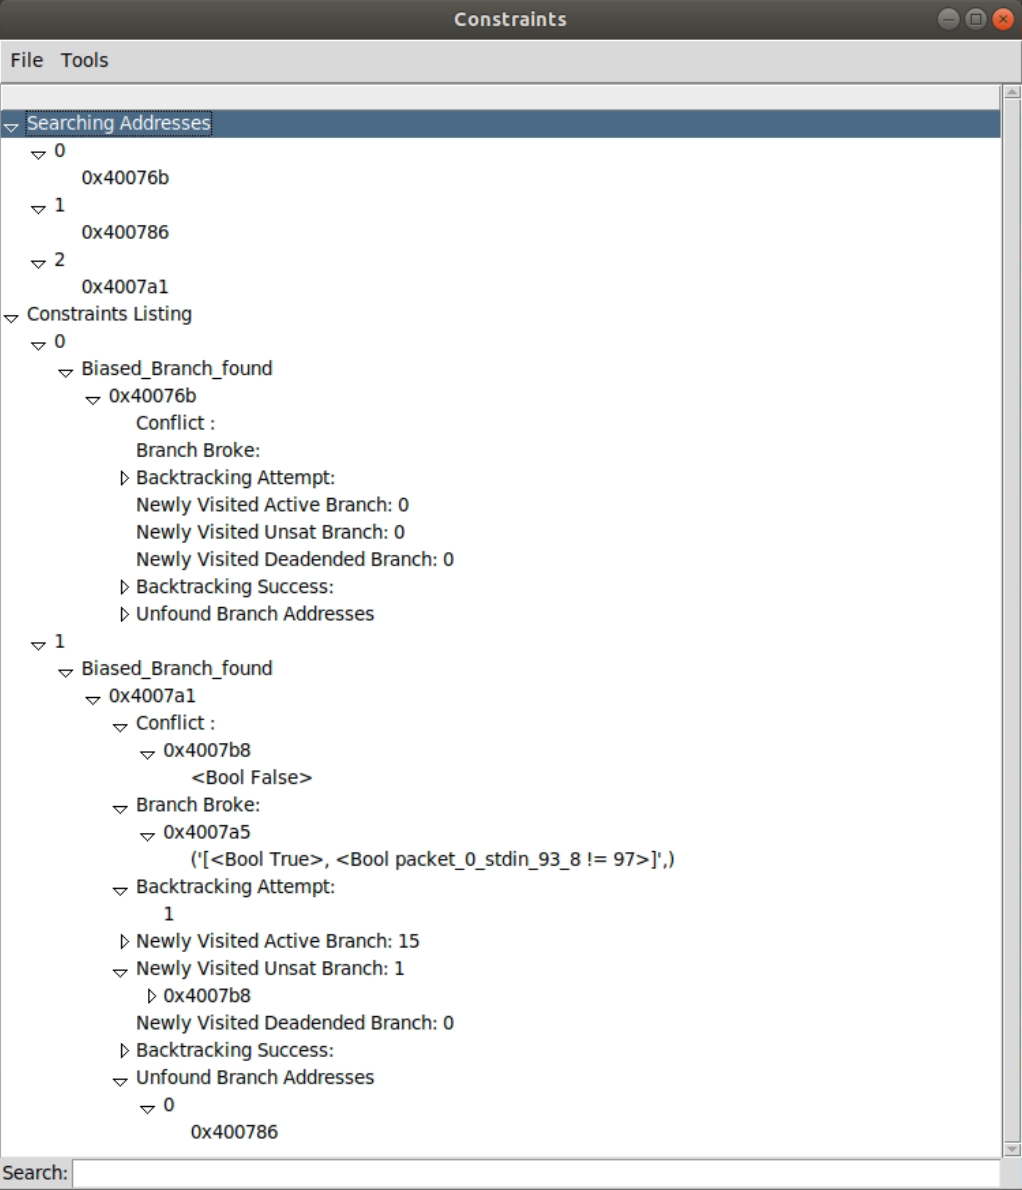 Constraints
File Tools
Searching Addresses
0
0x40076b
1
0x400786
2
0x4007a1
Constraints Listing
0
Biased_Branch_found
0x40076b
Conflict :
Branch Broke:
Backtracking Attempt:
Newly Visited Active Branch: 0
Newly Visited Unsat Branch: 0
Newly Visited Deadended Branch: 0
Backtracking Success:
Unfound Branch Addresses
1
Biased_Branch_found
0x4007a1
Conflict :
0x4007b8
<Bool False>
Branch Broke:
0x4007a5
('[<Bool True>, <Bool packet_0_stdin_93_8 != 97>]',)
Backtracking Attempt:
1
Newly Visited Active Branch: 15
Newly Visited Unsat Branch: 1
0x4007b8
Newly Visited Deadended Branch: 0
Backtracking Success:
Unfound Branch Addresses
0
0x400786
Search: